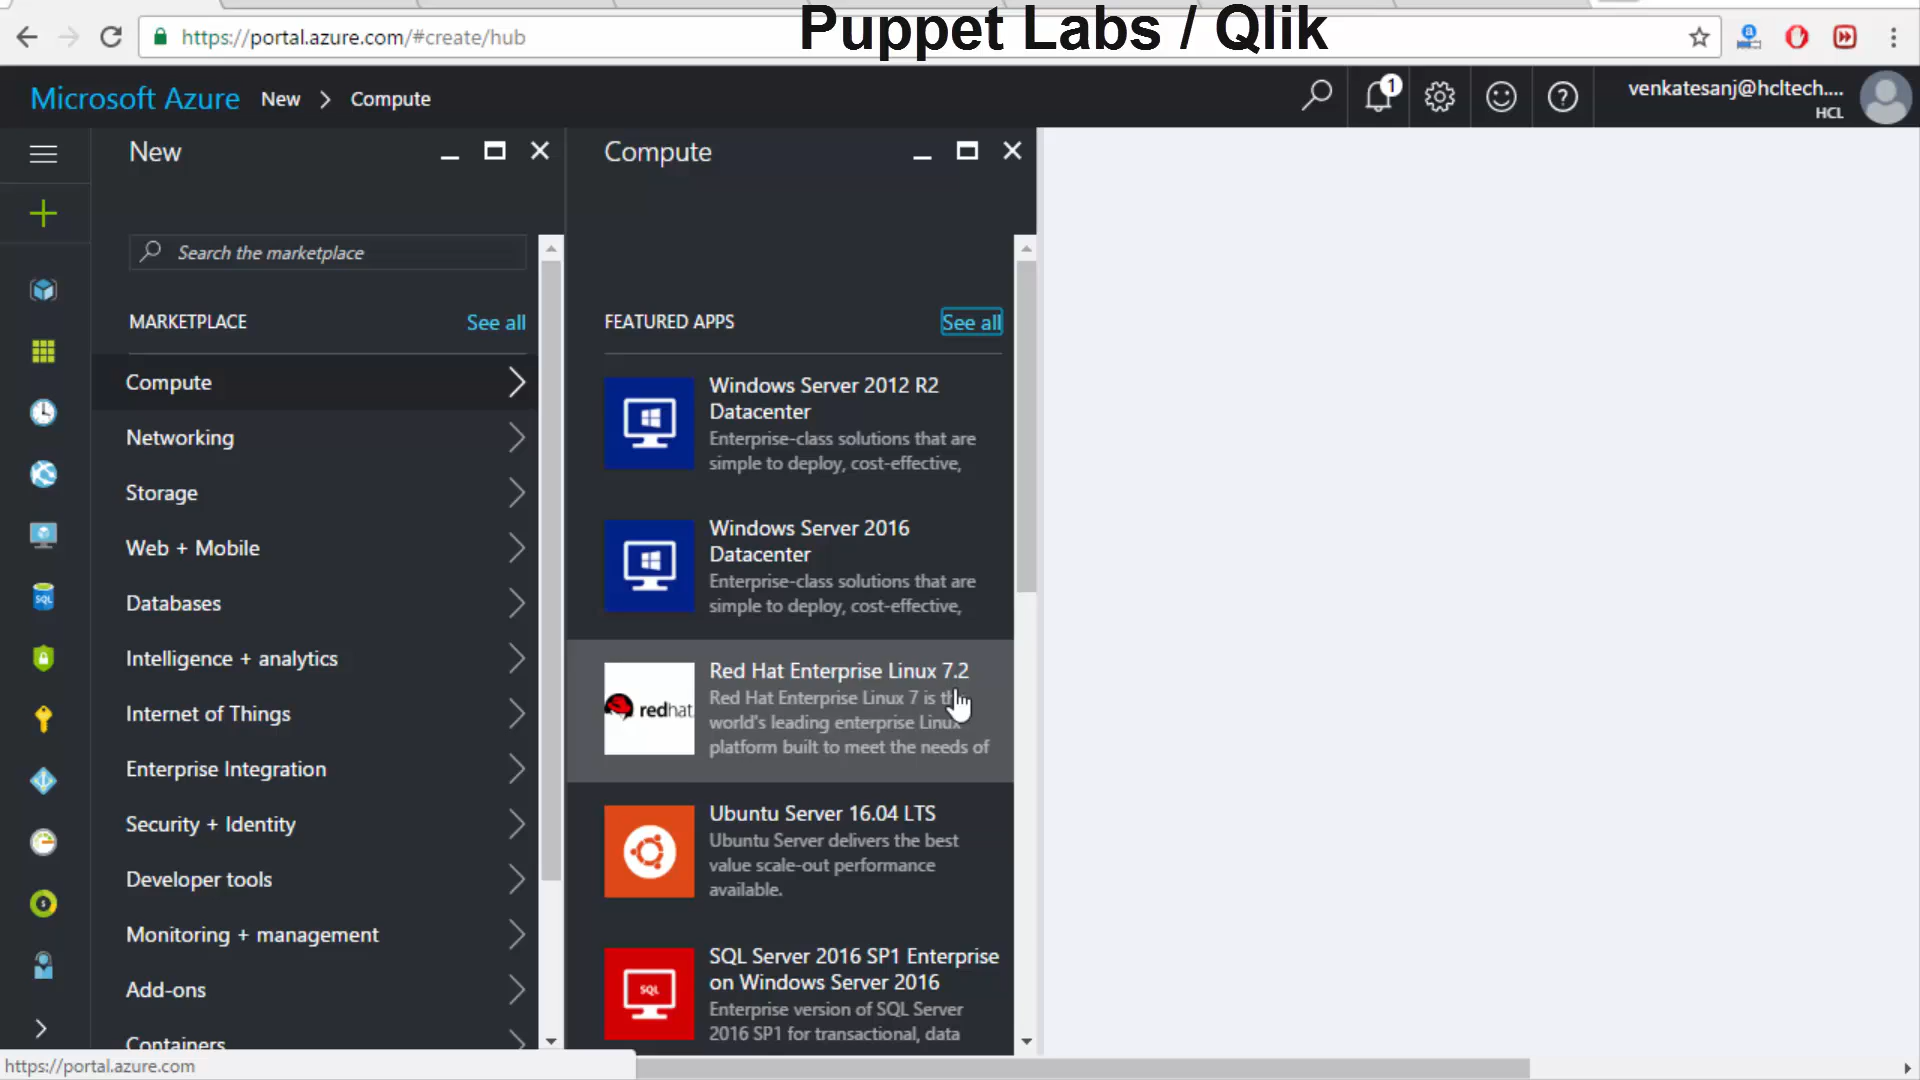 Puppet Labs / Qlik
https://portal.azure.com/#create/hub
Microsoft Azure New Compute
1
venkatesanj@hcltech....
HCL
New
Search the marketplace
MARKETPLACE
See all
Compute
Networking
Storage
Web + Mobile
Databases
Intelligence + analytics
Internet of Things
Enterprise Integration
Security + Identity
Developer tools
Monitoring + management
Add-ons
Containers
SQL
Compute
FEATURED APPS
See all
Windows Server 2012 R2
Datacenter
Enterprise-class solutions that are
simple to deploy, cost-effective,
Windows Server 2016
Datacenter
Enterprise-class solutions that are
simple to deploy, cost-effective,
redhat
Red Hat Enterprise Linux 7.2
Red Hat Enterprise Linux 7 is the
world's leading enterprise Linux
platform built to meet the needs of
Ubuntu Server 16.04 LTS
Ubuntu Server delivers the best
value scale-out performance
available.
SQL
SQL Server 2016 SP1 Enterprise
on Windows Server 2016
Enterprise version of SQL Server
2016 SP1 for transactional, data
https://portal.azure.com